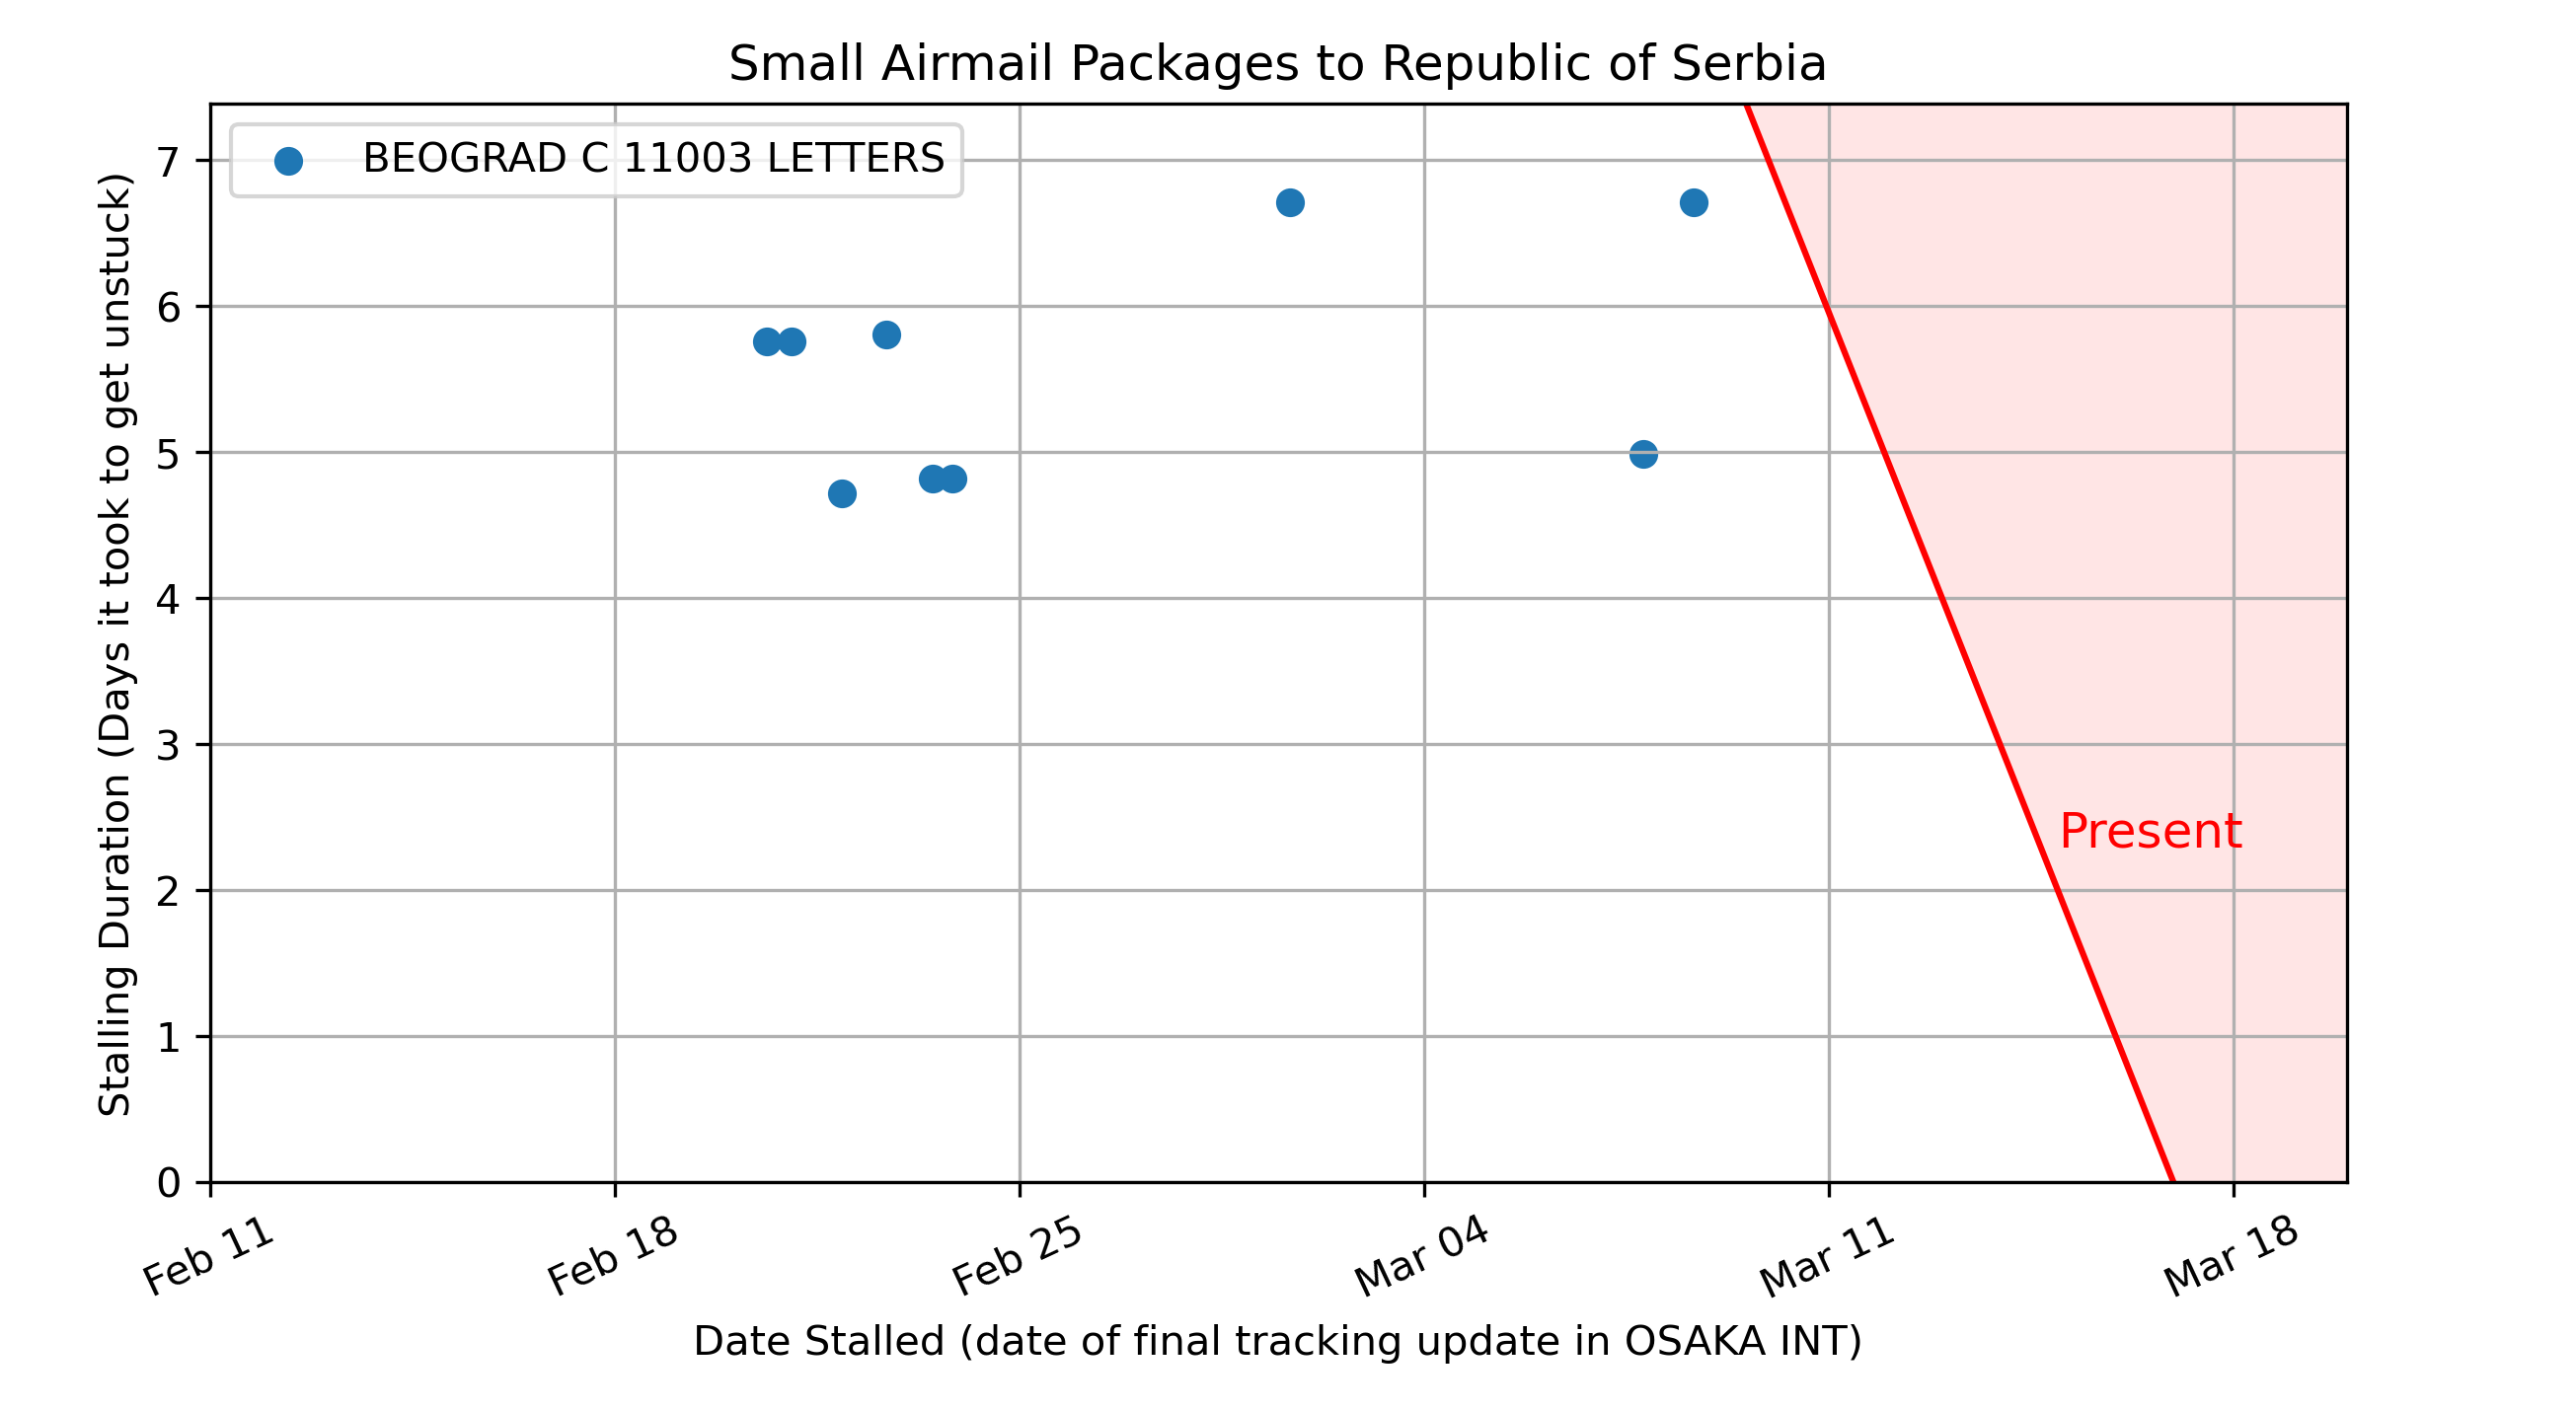 Small Airmail Packages to Republic of Serbia
BEOGRAD C 11003 LETTERS
Stalling Duration (Days it took to get unstuck)
7
6
5
4
3
2
1
0
Present
Feb 11
Feb 18
Feb 25
Mar 04
Mar 11
Mar 18
Date Stalled (date of final tracking update in OSAKA INT)